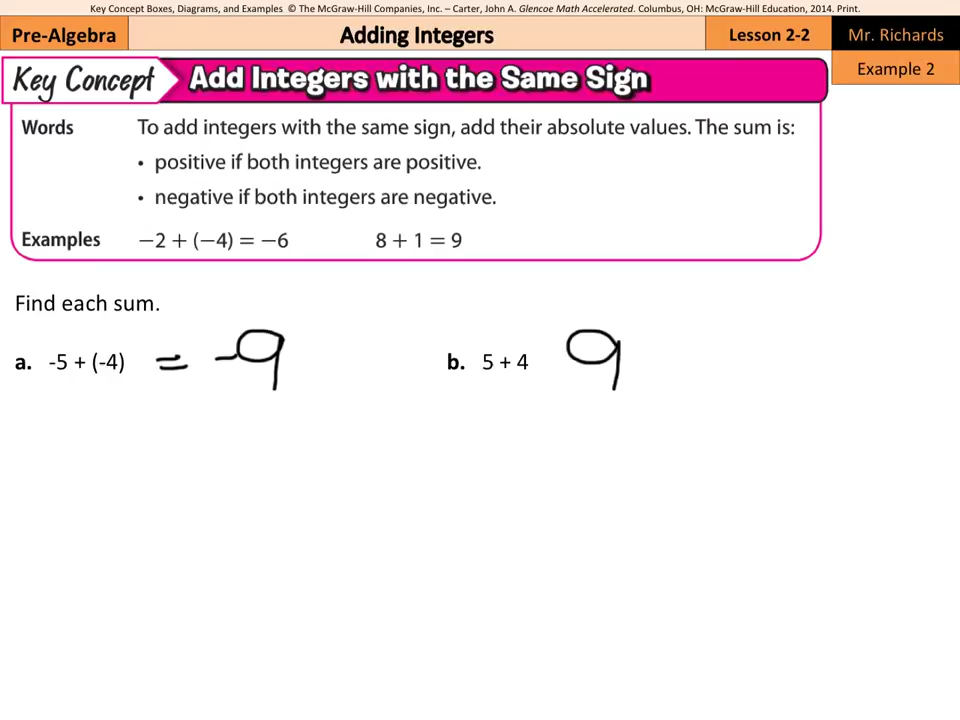 Key Concept Boxes, Diagrams, and Examples © The McGraw-Hill Companies, Inc. – Carter, John A. Glencoe Math Accelerated. Columbus, OH: McGraw-Hill Education, 2014. Print.
Pre-Algebra Adding Integers Lesson 2-2 Mr. Richards
Example 2
Key Concept Add Integers with the Same Sign
Words To add integers with the same sign, add their absolute values. The sum is:
• positive if both integers are positive.
• negative if both integers are negative.
Examples −2 + (−4) = −6 8 + 1 = 9
Find each sum.
a. -5 + (-4) = -9 b. 5 + 4 9